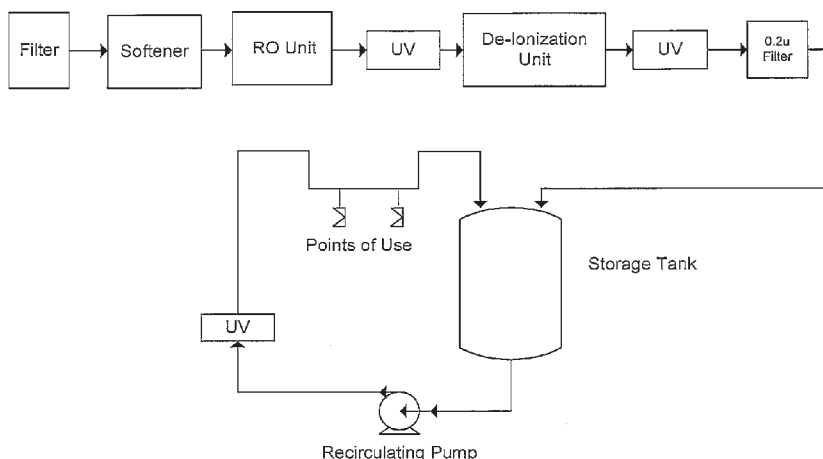 Filter
Softener
RO Unit
UV
De-Ionization
Unit
UV
0.2u
Filter
Points of Use
Storage Tank
UV
Recirculating Pump